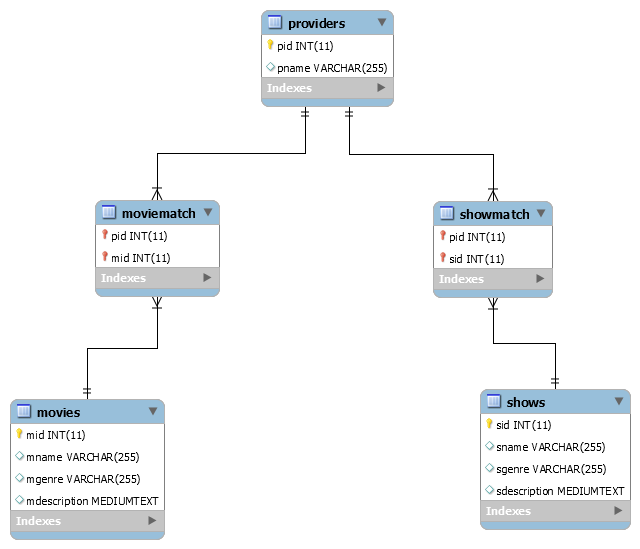 providers
pid INT(11)
pname VARCHAR(255)
Indexes
moviematch
pid INT(11)
mid INT(11)
Indexes
showmatch
pid INT(11)
sid INT(11)
Indexes
movies
mid INT(11)
mname VARCHAR(255)
mgenre VARCHAR(255)
mdescription MEDIUMTEXT
Indexes
shows
sid INT(11)
sname VARCHAR(255)
sgenre VARCHAR(255)
sdescription MEDIUMTEXT
Indexes